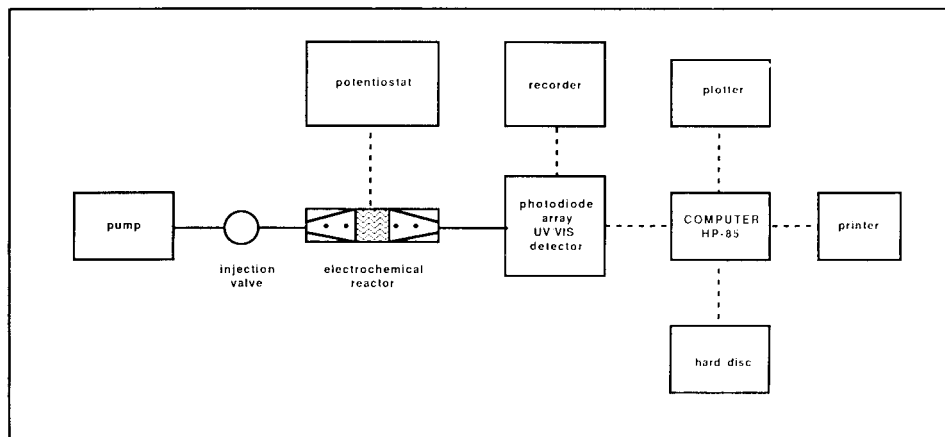 potentiostat
recorder
plotter
pump
injection
valve
electrochemical
reactor
photodiode
array
UV VIS
detector
COMPUTER
HP-85
printer
hard disc